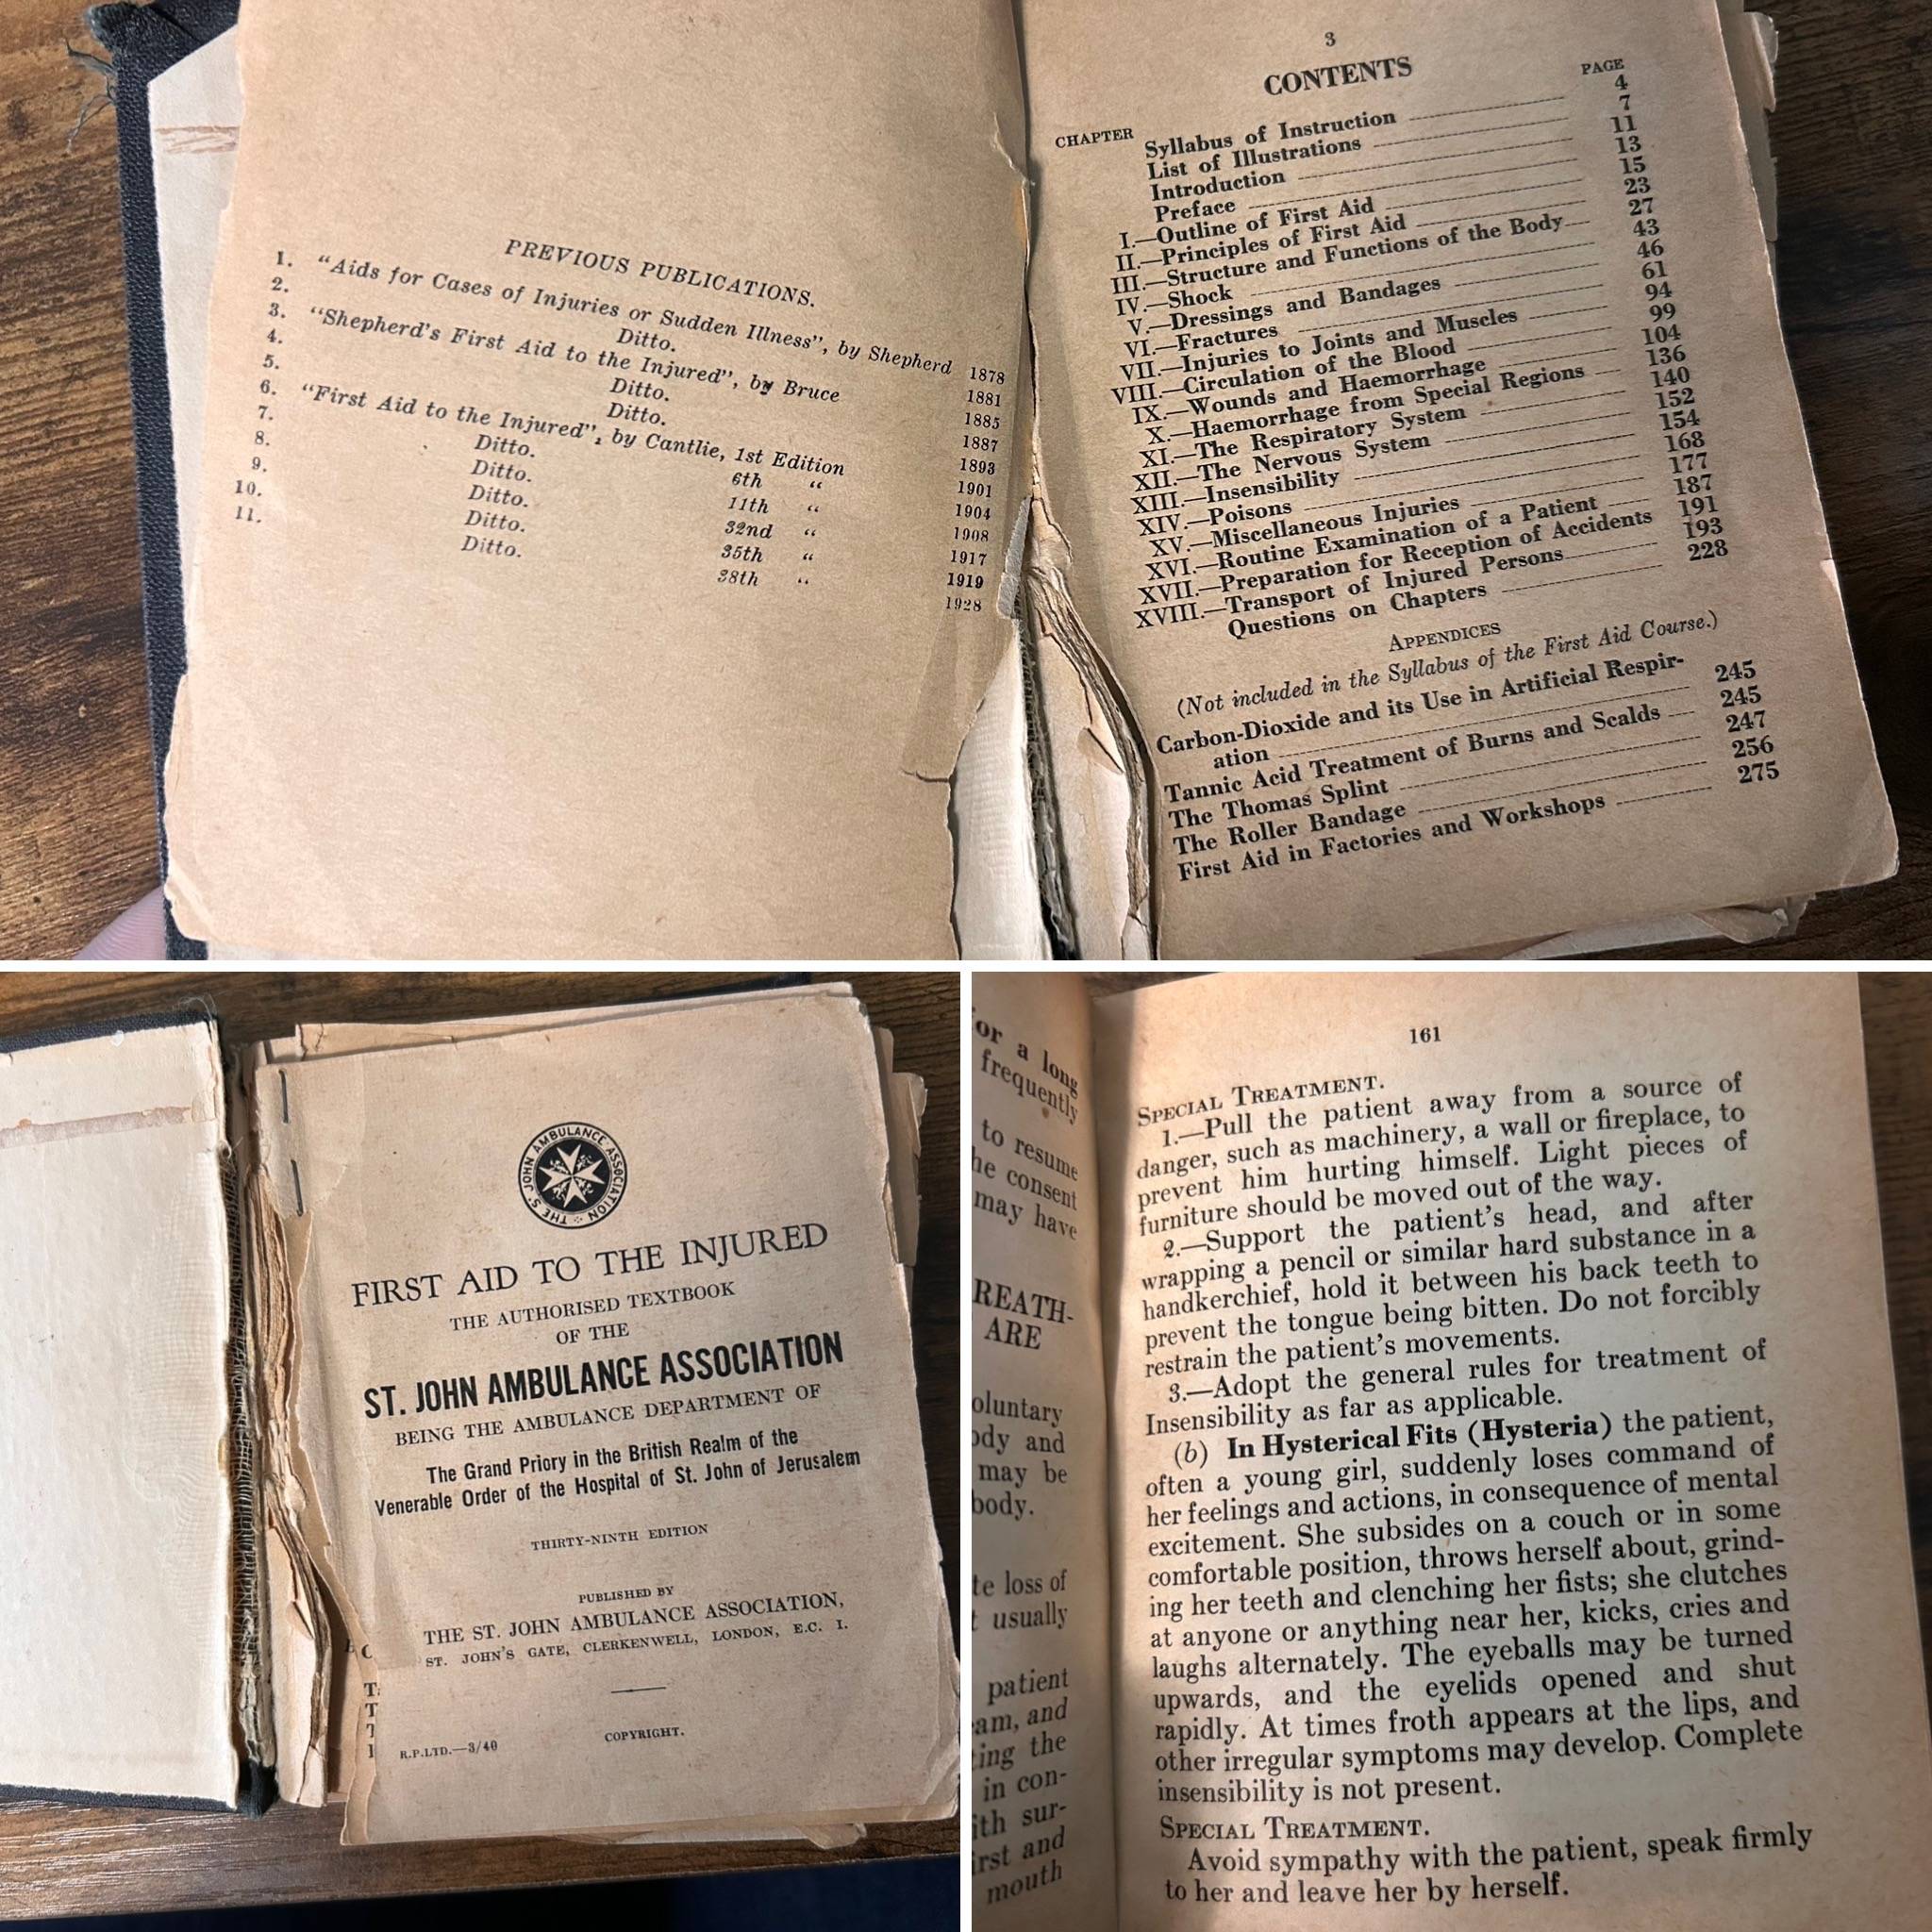 PREVIOUS PUBLICATIONS.
1. "Aids for Cases of Injuries or Sudden Illness", by Shepherd 1878
2. Ditto. 1881
3. "Shepherd's First Aid to the Injured", by Bruce 1885
4. Ditto. 1887
5. Ditto. 1893
6. "First Aid to the Injured", by Cantlie, 1st Edition 1901
7. Ditto. 6th “ 1904
8. Ditto. 11th “ 1908
9. Ditto. 32nd “ 1917
10. Ditto. 35th “ 1919
11. Ditto. 38th “ 1928
3
CONTENTS
CHAPTER PAGE
Syllabus of Instruction 4
List of Illustrations 7
Introduction 11
Preface 13
I.—Outline of First Aid 15
II.—Principles of First Aid 23
III.—Structure and Functions of the Body 27
IV.—Shock 43
V.—Dressings and Bandages 46
VI.—Fractures 61
VII.—Injuries to Joints and Muscles 94
VIII.—Circulation of the Blood 99
IX.—Wounds and Haemorrhage 104
X.—Haemorrhage from Special Regions 136
XI.—The Respiratory System 140
XII.—The Nervous System 152
XIII.—Insensibility 154
XIV.—Poisons 168
XV.—Miscellaneous Injuries 177
XVI.—Routine Examination of a Patient 187
XVII.—Preparation for Reception of Accidents 191
XVIII.—Transport of Injured Persons 193
Questions on Chapters 228
APPENDICES
(Not included in the Syllabus of the First Aid Course.)
Carbon-Dioxide and its Use in Artificial Respir-
ation 245
Tannic Acid Treatment of Burns and Scalds 245
The Thomas Splint 247
The Roller Bandage 256
First Aid in Factories and Workshops 275
THE ST JOHN AMBULANCE ASSOCIATION
FIRST AID TO THE INJURED
THE AUTHORISED TEXTBOOK
OF THE
ST. JOHN AMBULANCE ASSOCIATION
BEING THE AMBULANCE DEPARTMENT OF
The Grand Priory in the British Realm of the
Venerable Order of the Hospital of St. John of Jerusalem
THIRTY-NINTH EDITION
PUBLISHED BY
THE ST. JOHN AMBULANCE ASSOCIATION,
ST. JOHN'S GATE, CLERKENWELL, LONDON, E.C. 1.
R.P.LTD.—3/40
COPYRIGHT.
or a long
frequently
to resume
he consent
may have
REATH-
ARE
oluntary
ody and
may be
body.
te loss of
usually
patient
am, and
ting the
in con-
ith sur-
irst and
mouth
161
SPECIAL TREATMENT.
1.—Pull the patient away from a source of
danger, such as machinery, a wall or fireplace, to
prevent him hurting himself. Light pieces of
furniture should be moved out of the way.
2.—Support the patient's head, and after
wrapping a pencil or similar hard substance in a
handkerchief, hold it between his back teeth to
prevent the tongue being bitten. Do not forcibly
restrain the patient's movements.
3.—Adopt the general rules for treatment of
Insensibility as far as applicable.
(b) In Hysterical Fits (Hysteria) the patient,
often a young girl, suddenly loses command of
her feelings and actions, in consequence of mental
excitement. She subsides on a couch or in some
comfortable position, throws herself about, grind-
ing her teeth and clenching her fists; she clutches
at anyone or anything near her, kicks, cries and
laughs alternately. The eyeballs may be turned
upwards, and the eyelids opened and shut
rapidly. At times froth appears at the lips, and
other irregular symptoms may develop. Complete
insensibility is not present.
SPECIAL TREATMENT.
Avoid sympathy with the patient, speak firmly
to her and leave her by herself.